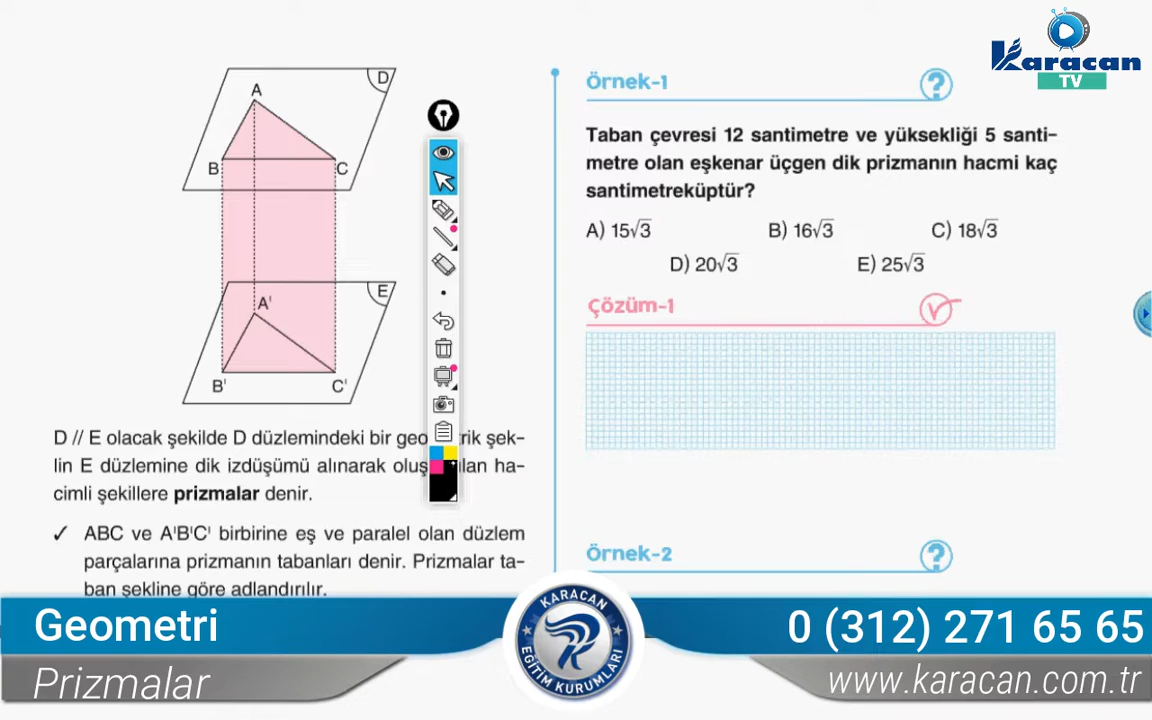 Karacan
TV
A
D
B
C
A'
E
B'
C'
D // E olacak şekilde D düzlemindeki bir geo rik şek-
lin E düzlemine dik izdüşümü alınarak oluş ulan ha-
cimli şekillere prizmalar denir.
✓ ABC ve A'B'C' birbirine eş ve paralel olan düzlem
parçalarına prizmanın tabanları denir. Prizmalar ta-
ban şekline göre adlandırılır.
Örnek-1 ?
Taban çevresi 12 santimetre ve yüksekliği 5 santi-
metre olan eşkenar üçgen dik prizmanın hacmi kaç
santimetreküptür?
A) 15√3 B) 16√3 C) 18√3
D) 20√3 E) 25√3
Çözüm-1
Örnek-2 ?
Geometri
Prizmalar
KARACAN
EĞİTİM KURUMLARI
0 (312) 271 65 65
www.karacan.com.tr